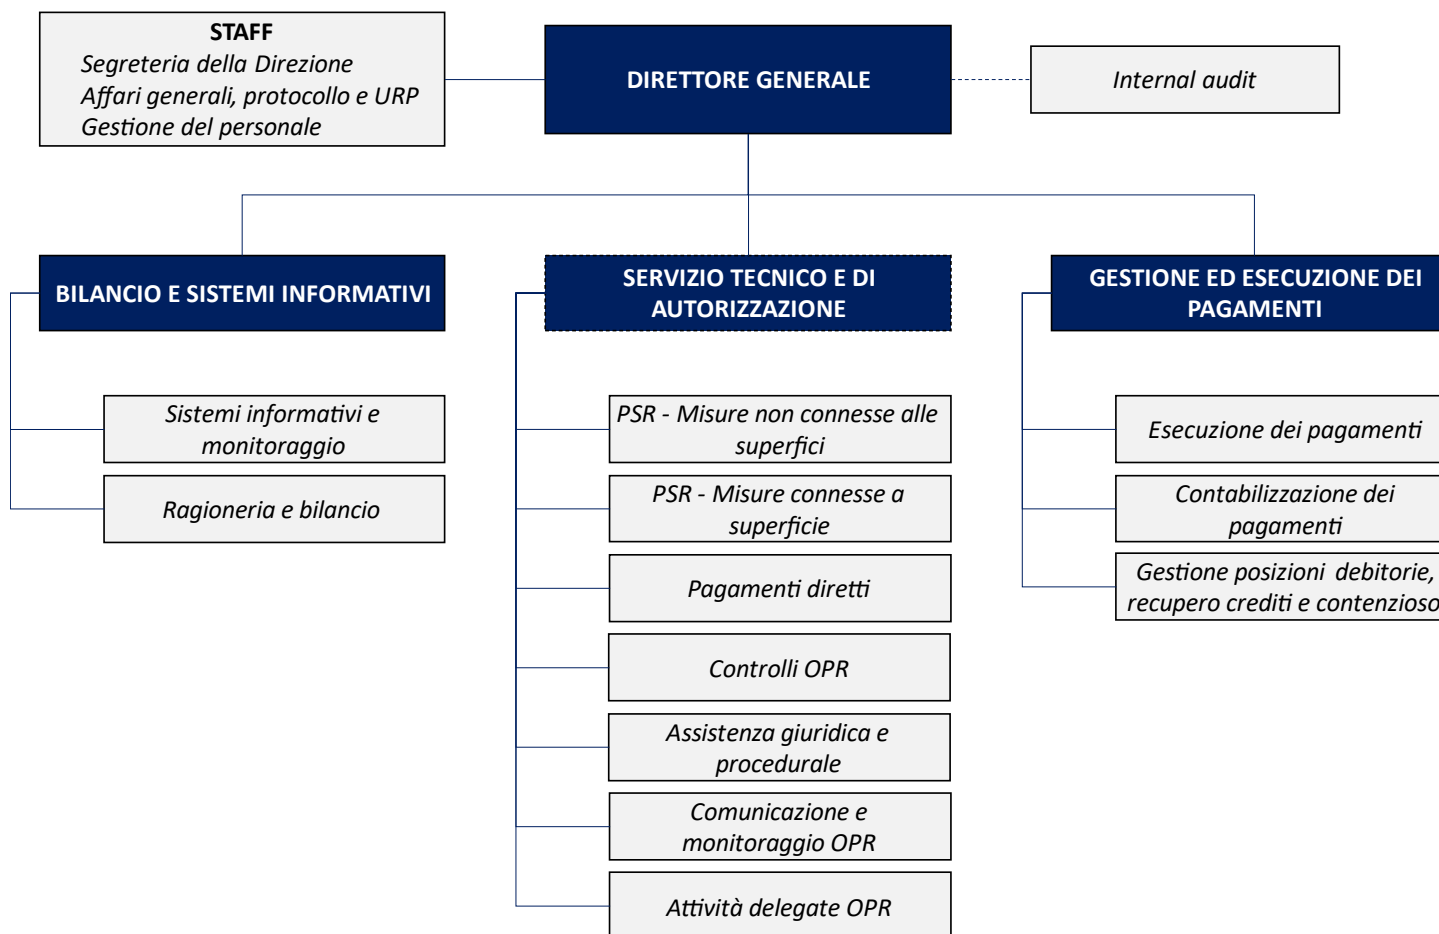 STAFF
Segreteria della Direzione
Affari generali, protocollo e URP
Gestione del personale
DIRETTORE GENERALE
Internal audit
BILANCIO E SISTEMI INFORMATIVI
Sistemi informativi e
monitoraggio
Ragioneria e bilancio
SERVIZIO TECNICO E DI
AUTORIZZAZIONE
PSR - Misure non connesse alle
superfici
PSR - Misure connesse a
superficie
Pagamenti diretti
Controlli OPR
Assistenza giuridica e
procedurale
Comunicazione e
monitoraggio OPR
Attività delegate OPR
GESTIONE ED ESECUZIONE DEI
PAGAMENTI
Esecuzione dei pagamenti
Contabilizzazione dei
pagamenti
Gestione posizioni debitorie,
recupero crediti e contenzioso